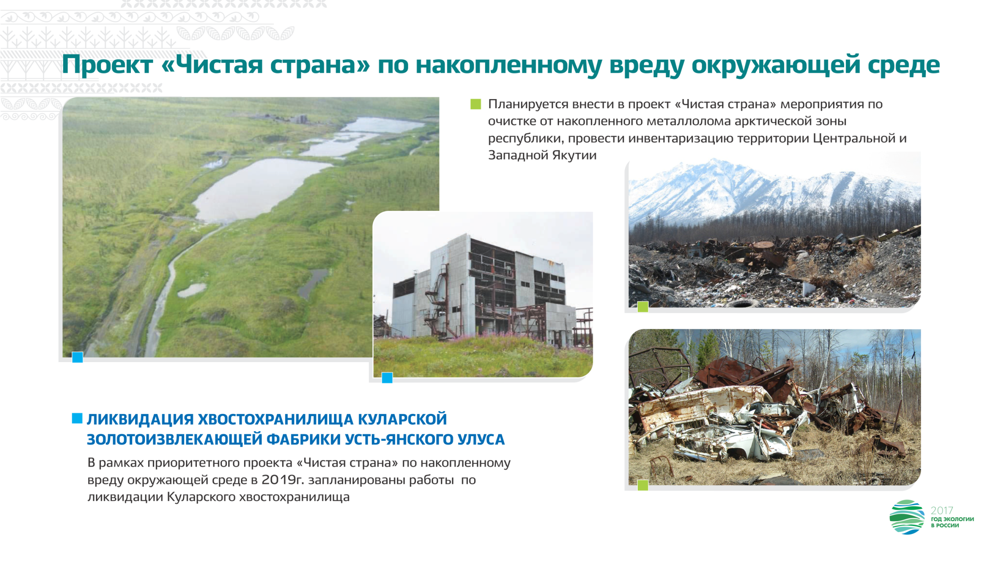 Проект «Чистая страна» по накопленному вреду окружающей среде
Планируется внести в проект «Чистая страна» мероприятия по
очистке от накопленного металлолома арктической зоны
республики, провести инвентаризацию территории Центральной и
Западной Якутии
ЛИКВИДАЦИЯ ХВОСТОХРАНИЛИЩА КУЛАРСКОЙ
ЗОЛОТОИЗВЛЕКАЮЩЕЙ ФАБРИКИ УСТЬ-ЯНСКОГО УЛУСА
В рамках приоритетного проекта «Чистая страна» по накопленному
вреду окружающей среде в 2019г. запланированы работы  по
ликвидации Куларского хвостохранилища
2017
ГОД ЭКОЛОГИИ
В РОССИИ